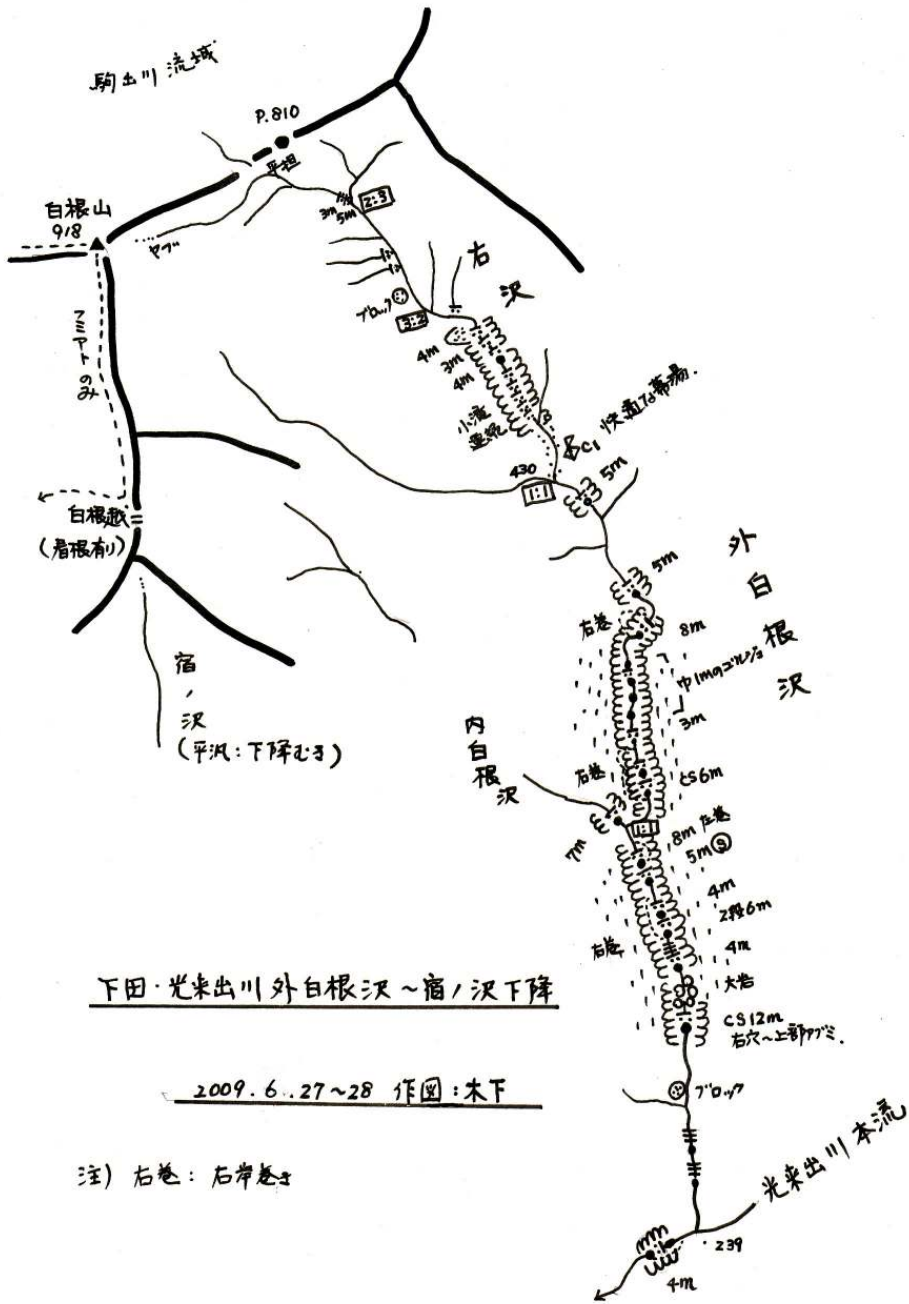 駒出川流域
P.810
平担
白根山
918
ヤブ
3m
5m
2:3
右沢
ブロック
3:2
4m
3m
4m
小滝
連続
フミアトのみ
C1 快適な幕場.
430
1:1
5m
白根越
(看根有り)
外白根沢
5m
右巻
8m
巾1mのゴルジュ
3m
宿ノ沢
(平凡:下降むき)
内白根沢
右巻
CS6m
7m
1:1
8m 左巻
5m Ⓢ
4m
2段6m
右巻
4m
大岩
CS12m
右穴~上部アブミ.
下田・光来出川外白根沢~宿ノ沢下降
2009.6.27~28 作図:木下
ブロック
注) 右巻:右岸巻き
光来出川本流
・239
4m